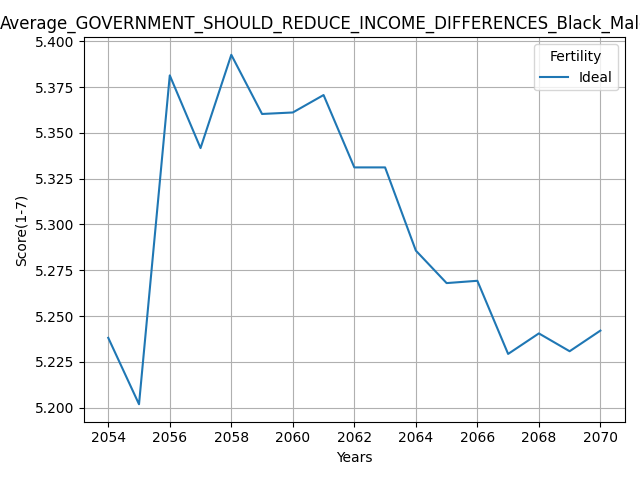 Average_GOVERNMENT_SHOULD_REDUCE_INCOME_DIFFERENCES_Black_Mal
5.400
5.375
5.350
5.325
5.300
5.275
5.250
5.225
5.200
Score(1-7)
Fertility
Ideal
2054 2056 2058 2060 2062 2064 2066 2068 2070
Years